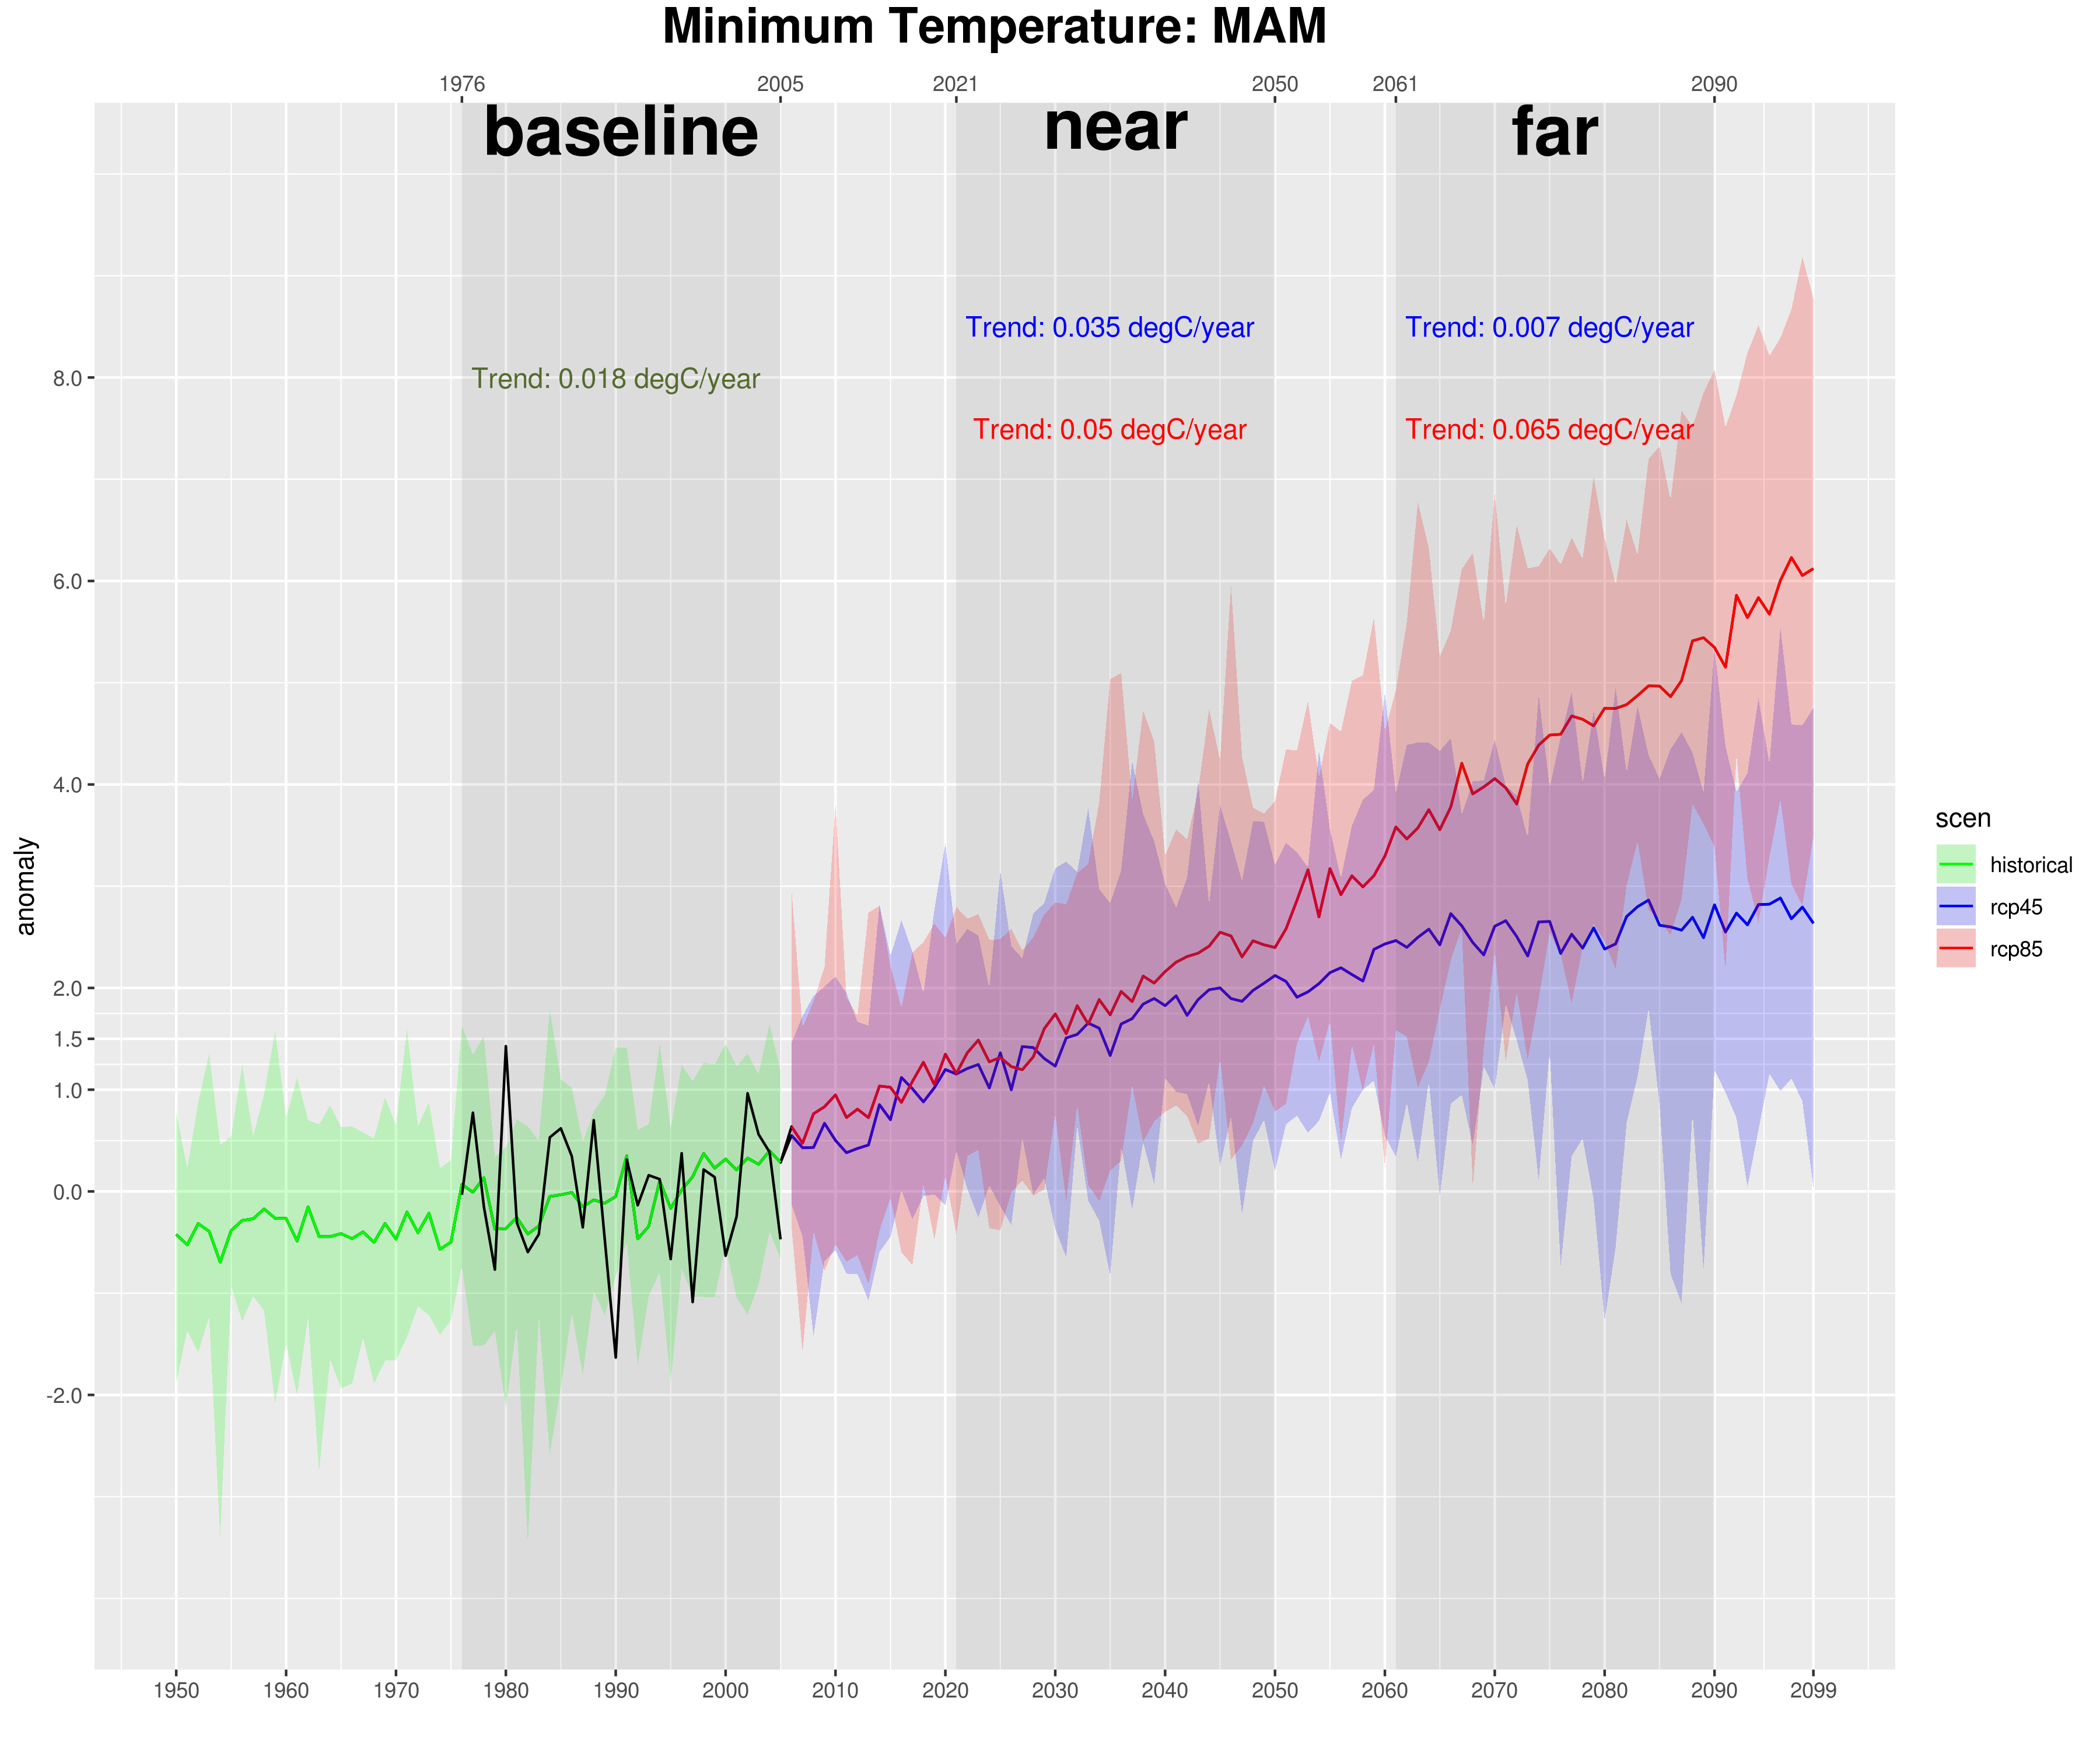 Minimum Temperature: MAM
1976 2005 2021 2050 2061 2090
baseline near far
Trend: 0.035 degC/year Trend: 0.007 degC/year
Trend: 0.018 degC/year
Trend: 0.05 degC/year Trend: 0.065 degC/year
8.0
6.0
4.0
2.0
1.5
1.0
0.0
-2.0
anomaly
scen
historical
rcp45
rcp85
1950 1960 1970 1980 1990 2000 2010 2020 2030 2040 2050 2060 2070 2080 2090 2099